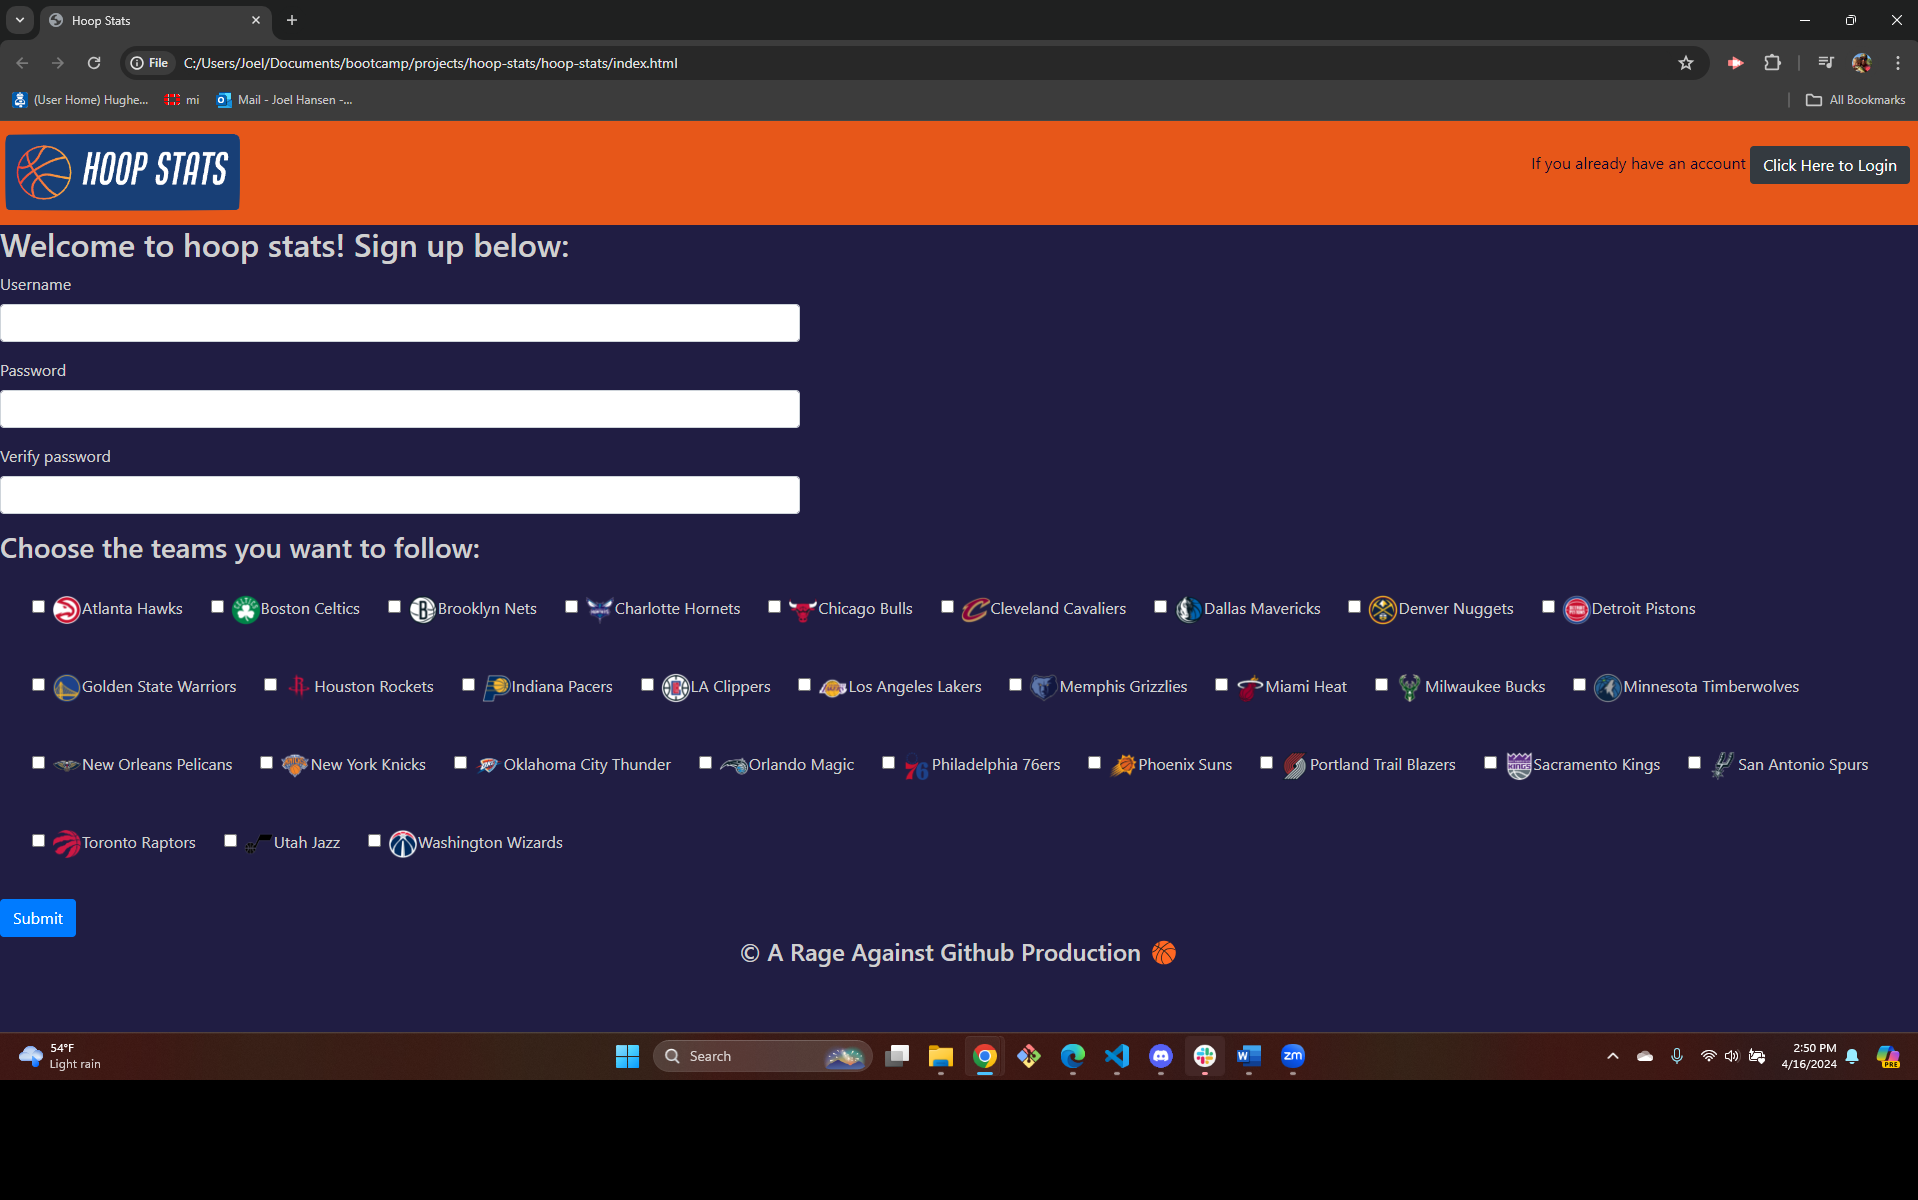 Hoop Stats
File C:/Users/Joel/Documents/bootcamp/projects/hoop-stats/hoop-stats/index.html
(User Home) Hughe... mi Mail - Joel Hansen -... All Bookmarks
HOOP STATS
If you already have an account Click Here to Login
Welcome to hoop stats! Sign up below:
Username
Password
Verify password
Choose the teams you want to follow:
Atlanta Hawks Boston Celtics Brooklyn Nets Charlotte Hornets Chicago Bulls Cleveland Cavaliers Dallas Mavericks Denver Nuggets Detroit Pistons
Golden State Warriors Houston Rockets Indiana Pacers LA Clippers Los Angeles Lakers Memphis Grizzlies Miami Heat Milwaukee Bucks Minnesota Timberwolves
New Orleans Pelicans New York Knicks Oklahoma City Thunder Orlando Magic Philadelphia 76ers Phoenix Suns Portland Trail Blazers Sacramento Kings San Antonio Spurs
Toronto Raptors Utah Jazz Washington Wizards
Submit
© A Rage Against Github Production 🏀
54°F
Light rain
Search
zm
2:50 PM
4/16/2024
PRE